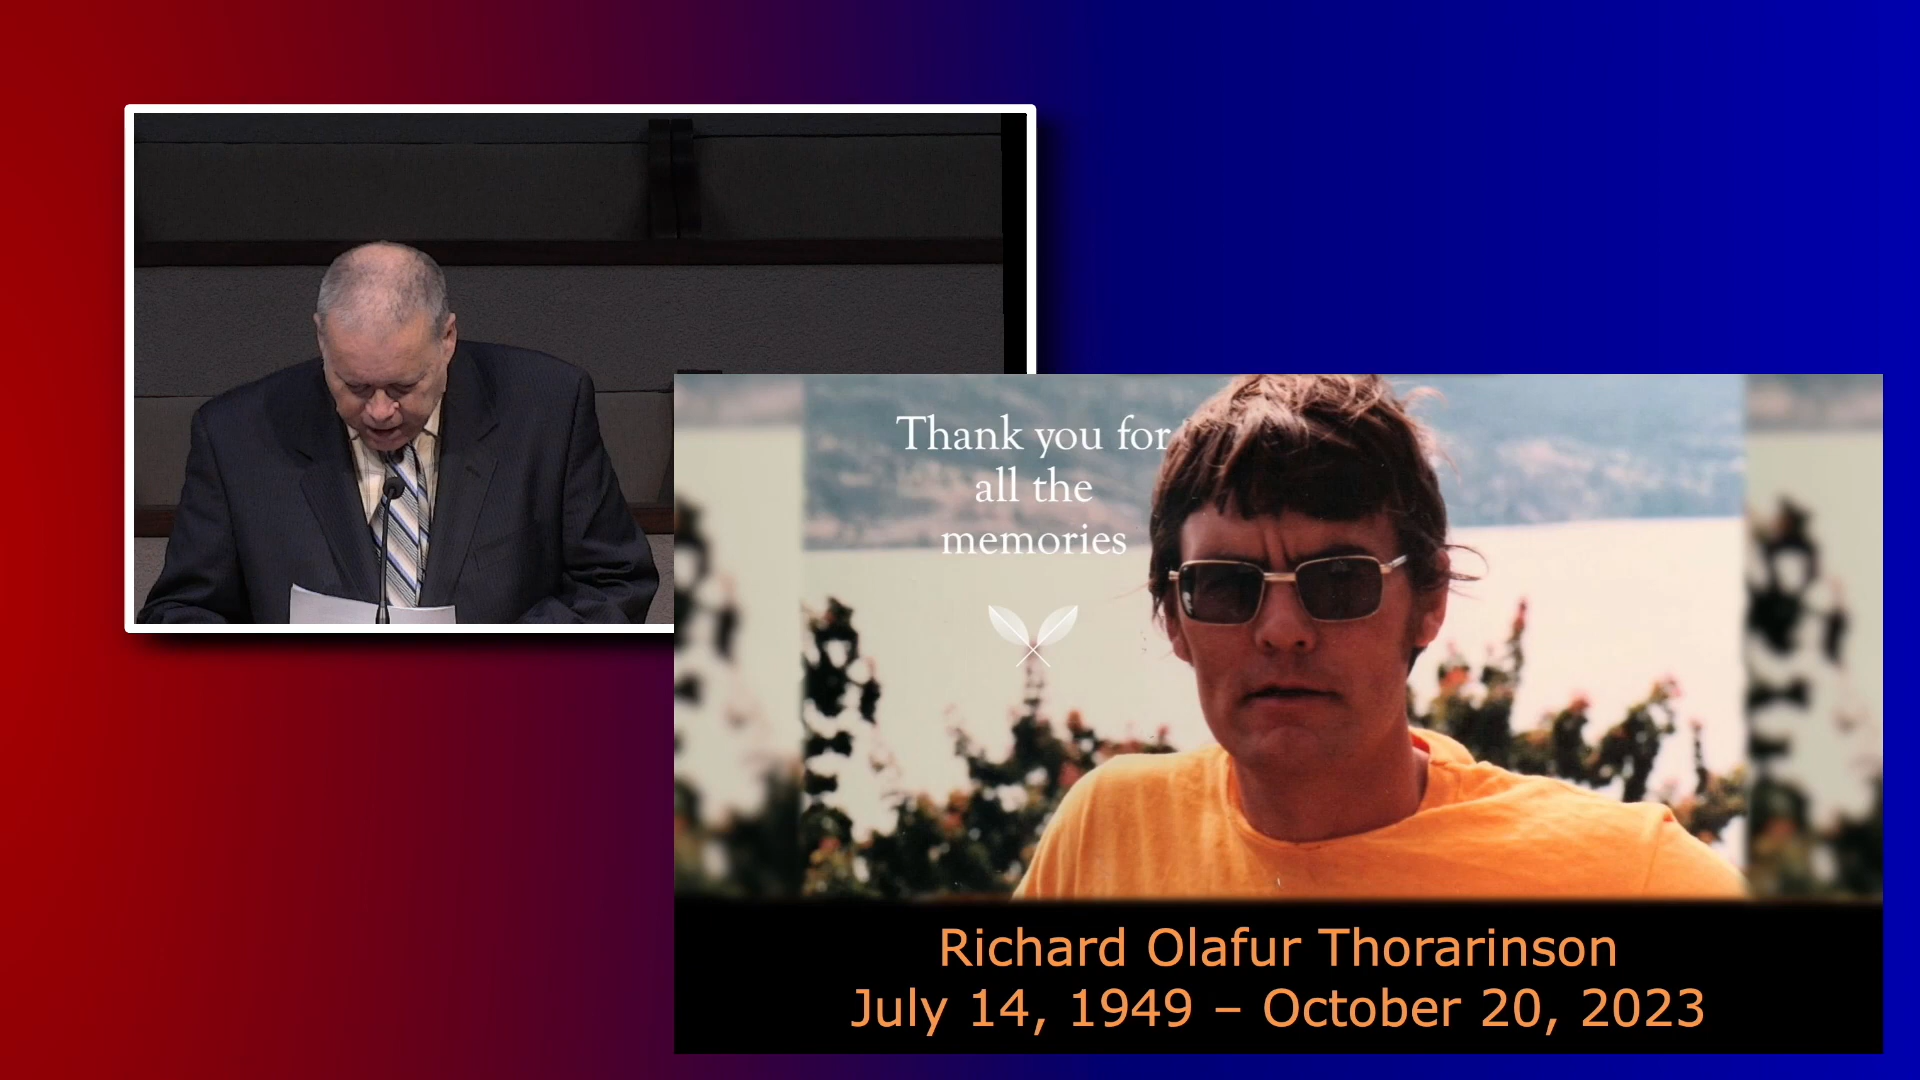 Thank you for
all the
memories
Richard Olafur Thorarinson
July 14, 1949 – October 20, 2023